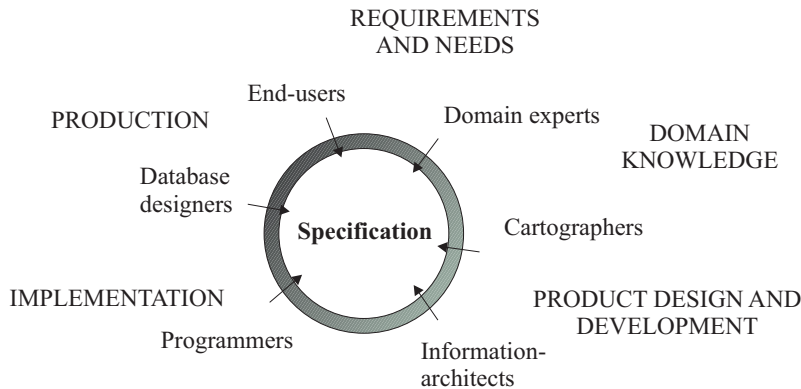 REQUIREMENTS
AND NEEDS
End-users
Domain experts
PRODUCTION
DOMAIN
KNOWLEDGE
Database
designers
Specification
Cartographers
IMPLEMENTATION
PRODUCT DESIGN AND
DEVELOPMENT
Programmers
Information-
architects